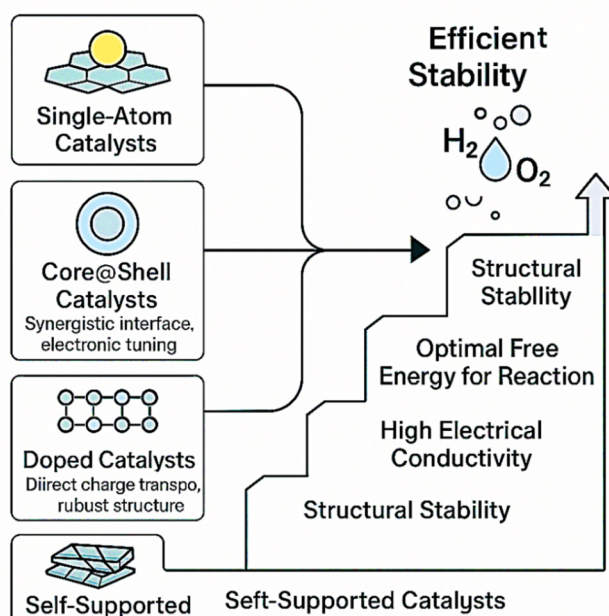 Single-Atom
Catalysts
Core@Shell
Catalysts
Synergistic interface,
electronic tuning
Doped Catalysts
Diirect charge transpo,
rubust structure
Self-Supported
Efficient
Stability
H₂
O₂
Structural
Stabllity
Optimal Free
Energy for Reaction
High Electrical
Conductivity
Structural Stability
Seft-Supported Catalysts